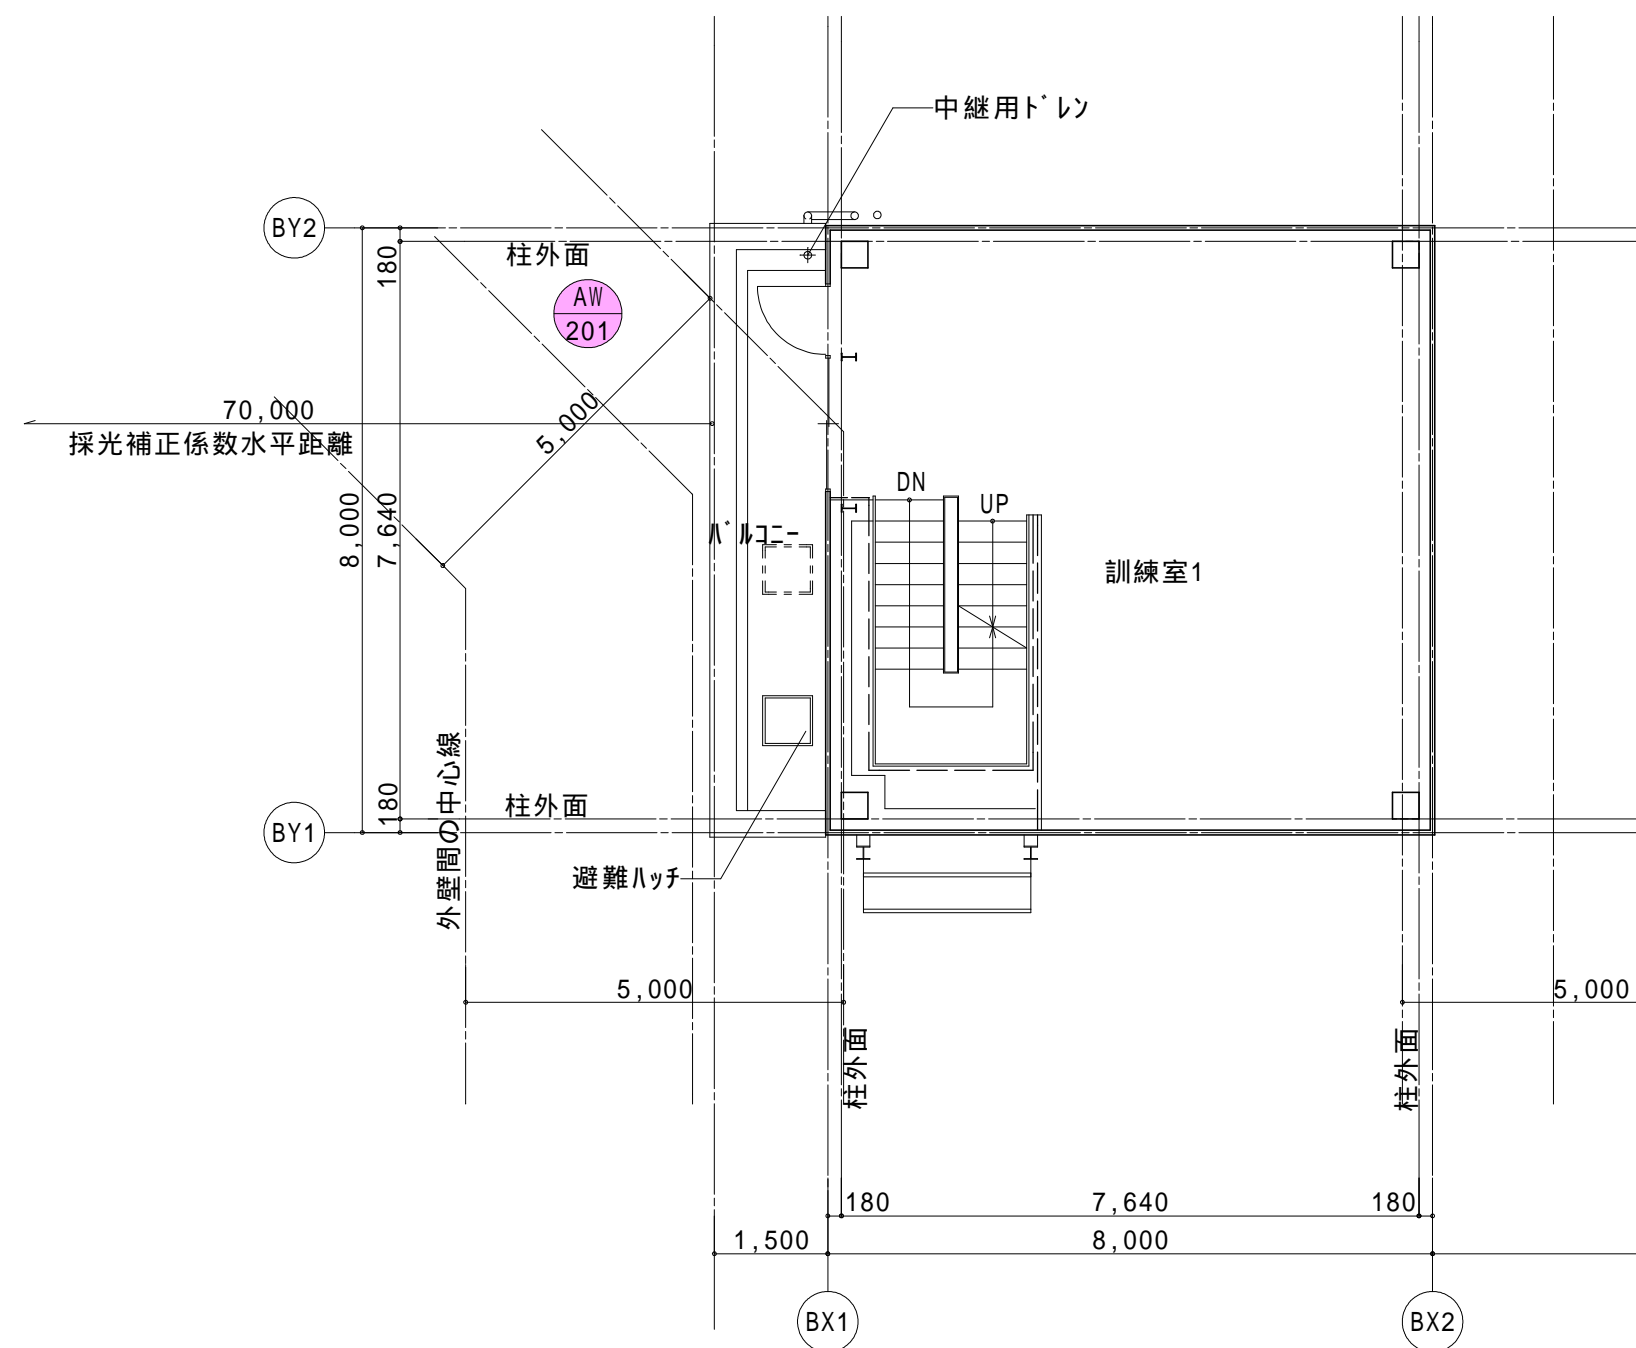 中継用ﾄﾞﾚﾝ
BY2
180
柱外面
AW
201
70,000
採光補正係数水平距離
5,000
8,000
7,640
DN
UP
ﾊﾞﾙｺﾆｰ
訓練室1
外壁間の中心線
180
柱外面
BY1
避難ﾊｯﾁ
5,000
5,000
柱外面
柱外面
180
7,640
180
1,500
8,000
BX1
BX2